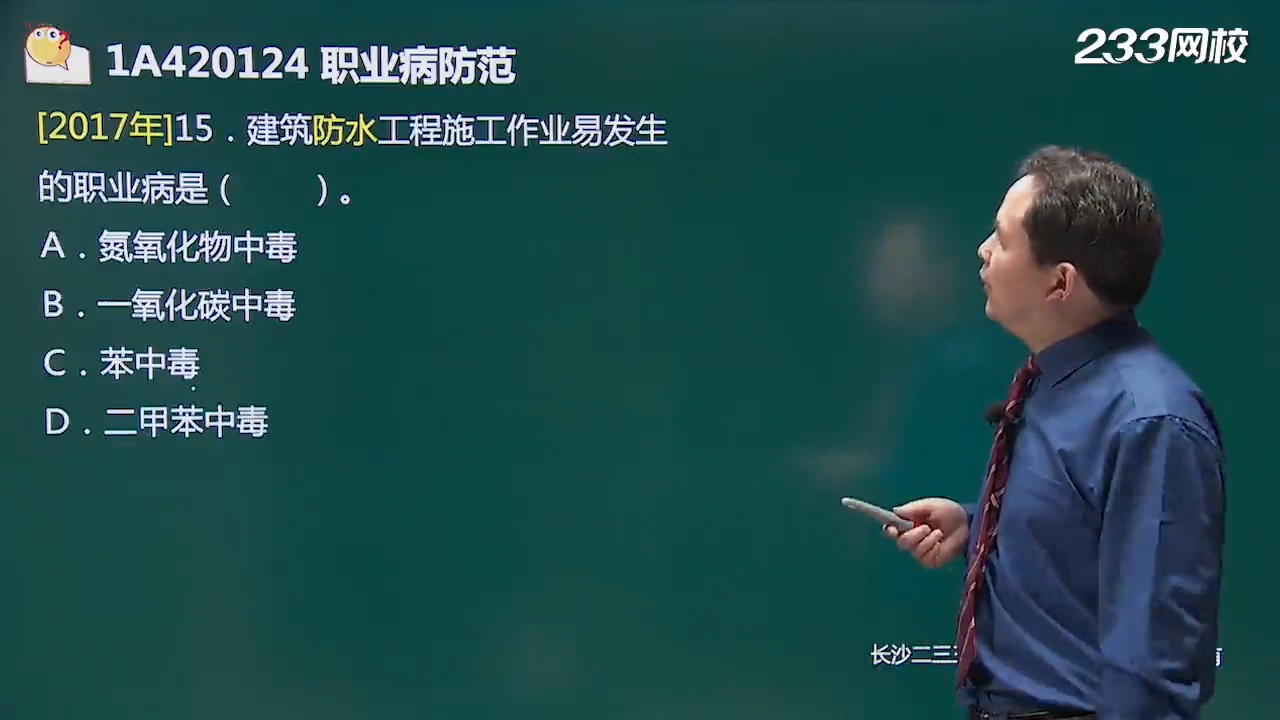 233网校
1A420124 职业病防范
[2017年]15．建筑防水工程施工作业易发生
的职业病是（　　）。
A．氮氧化物中毒
B．一氧化碳中毒
C．苯中毒
D．二甲苯中毒
长沙二三